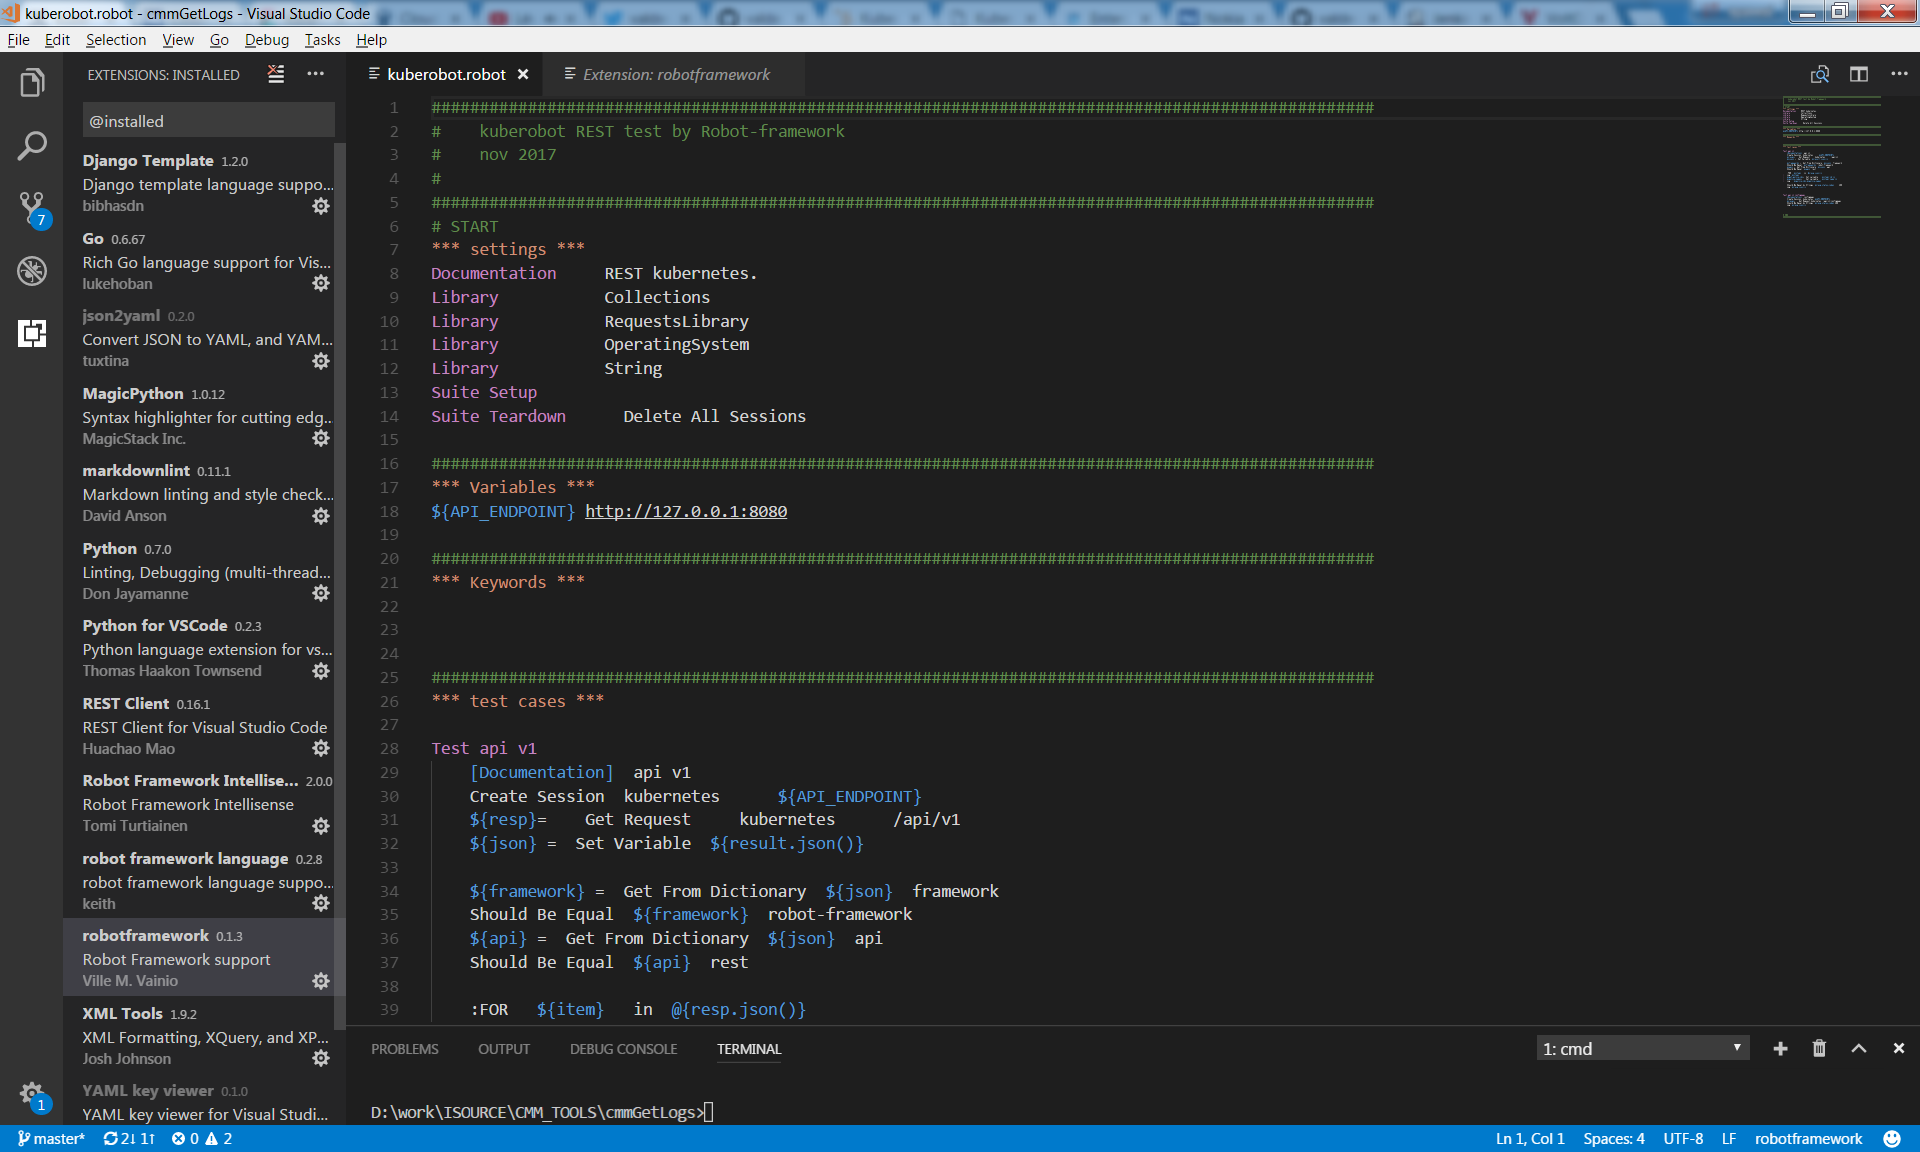 kuberobot.robot - cmmGetLogs - Visual Studio Code
File Edit Selection View Go Debug Tasks Help
EXTENSIONS: INSTALLED
@installed
Django Template 1.2.0
Django template language suppo...
bibhasdn
Go 0.6.67
Rich Go language support for Vis...
lukehoban
json2yaml 0.2.0
Convert JSON to YAML, and YAM...
tuxtina
MagicPython 1.0.12
Syntax highlighter for cutting edg...
MagicStack Inc.
markdownlint 0.11.1
Markdown linting and style check...
David Anson
Python 0.7.0
Linting, Debugging (multi-thread...
Don Jayamanne
Python for VSCode 0.2.3
Python language extension for vs...
Thomas Haakon Townsend
REST Client 0.16.1
REST Client for Visual Studio Code
Huachao Mao
Robot Framework Intellise... 2.0.0
Robot Framework Intellisense
Tomi Turtiainen
robot framework language 0.2.8
robot framework language suppo...
keith
robotframework 0.1.3
Robot Framework support
Ville M. Vainio
XML Tools 1.9.2
XML Formatting, XQuery, and XP...
Josh Johnson
YAML key viewer 0.1.0
YAML key viewer for Visual Studi...
7
1
kuberobot.robot
Extension: robotframework
1 ##################################################################################################
2 #    kuberobot REST test by Robot-framework
3 #    nov 2017
4 #
5 ##################################################################################################
6 # START
7 *** settings ***
8 Documentation     REST kubernetes.
9 Library           Collections
10 Library           RequestsLibrary
11 Library           OperatingSystem
12 Library           String
13 Suite Setup
14 Suite Teardown      Delete All Sessions
15
16 ##################################################################################################
17 *** Variables ***
18 ${API_ENDPOINT} http://127.0.0.1:8080
19
20 ##################################################################################################
21 *** Keywords ***
22
23
24
25 ##################################################################################################
26 *** test cases ***
27
28 Test api v1
29     [Documentation]  api v1
30     Create Session  kubernetes      ${API_ENDPOINT}
31     ${resp}=    Get Request     kubernetes      /api/v1
32     ${json} =  Set Variable  ${result.json()}
33
34     ${framework} =  Get From Dictionary  ${json}  framework
35     Should Be Equal  ${framework}  robot-framework
36     ${api} =  Get From Dictionary  ${json}  api
37     Should Be Equal  ${api}  rest
38
39     :FOR   ${item}   in  @{resp.json()}
PROBLEMS OUTPUT DEBUG CONSOLE TERMINAL
1: cmd
D:\work\ISOURCE\CMM_TOOLS\cmmGetLogs>
master* 2↓ 1↑ 0 2
Ln 1, Col 1 Spaces: 4 UTF-8 LF robotframework